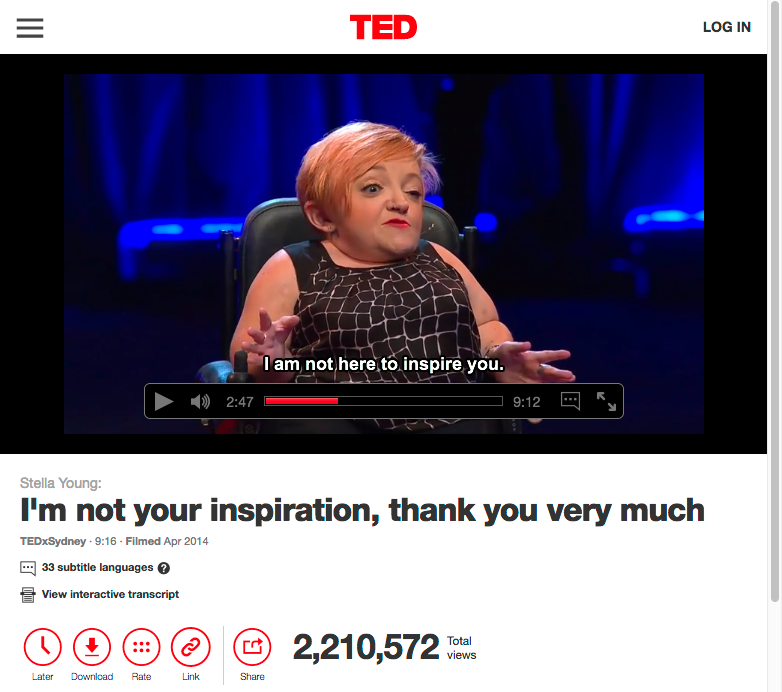 TED
LOG IN
I am not here to inspire you.
2:47
9:12
Stella Young:
I'm not your inspiration, thank you very much
TEDxSydney · 9:16 · Filmed Apr 2014
33 subtitle languages ?
View interactive transcript
2,210,572 Total views
Later Download Rate Link Share